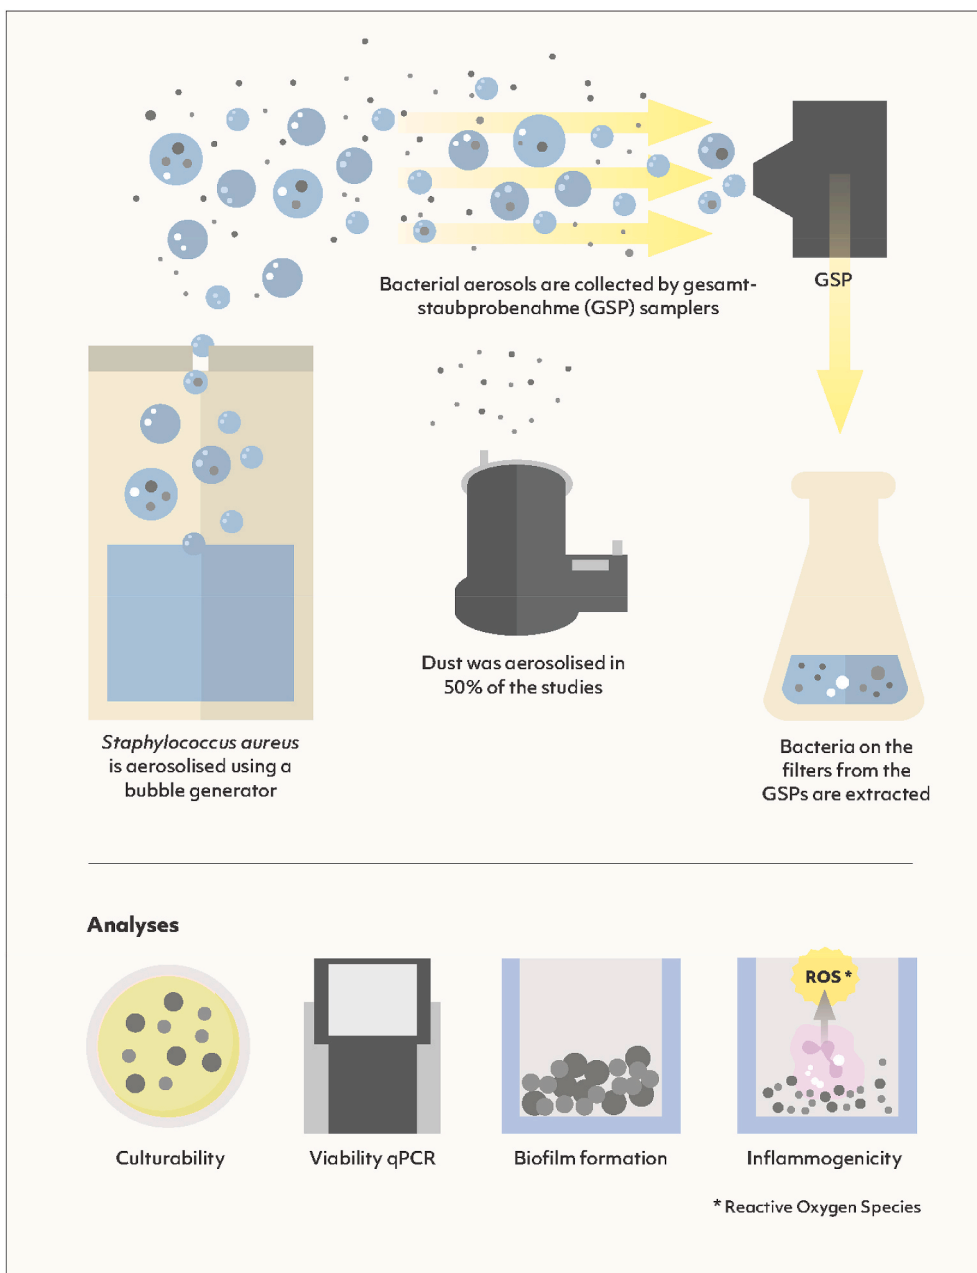 Bacterial aerosols are collected by gesamt-
staubprobenahme (GSP) samplers
GSP
Dust was aerosolised in
50% of the studies
Staphylococcus aureus
is aerosolised using a
bubble generator
Bacteria on the
filters from the
GSPs are extracted
Analyses
ROS *
Culturability
Viability qPCR
Biofilm formation
Inflammogenicity
* Reactive Oxygen Species